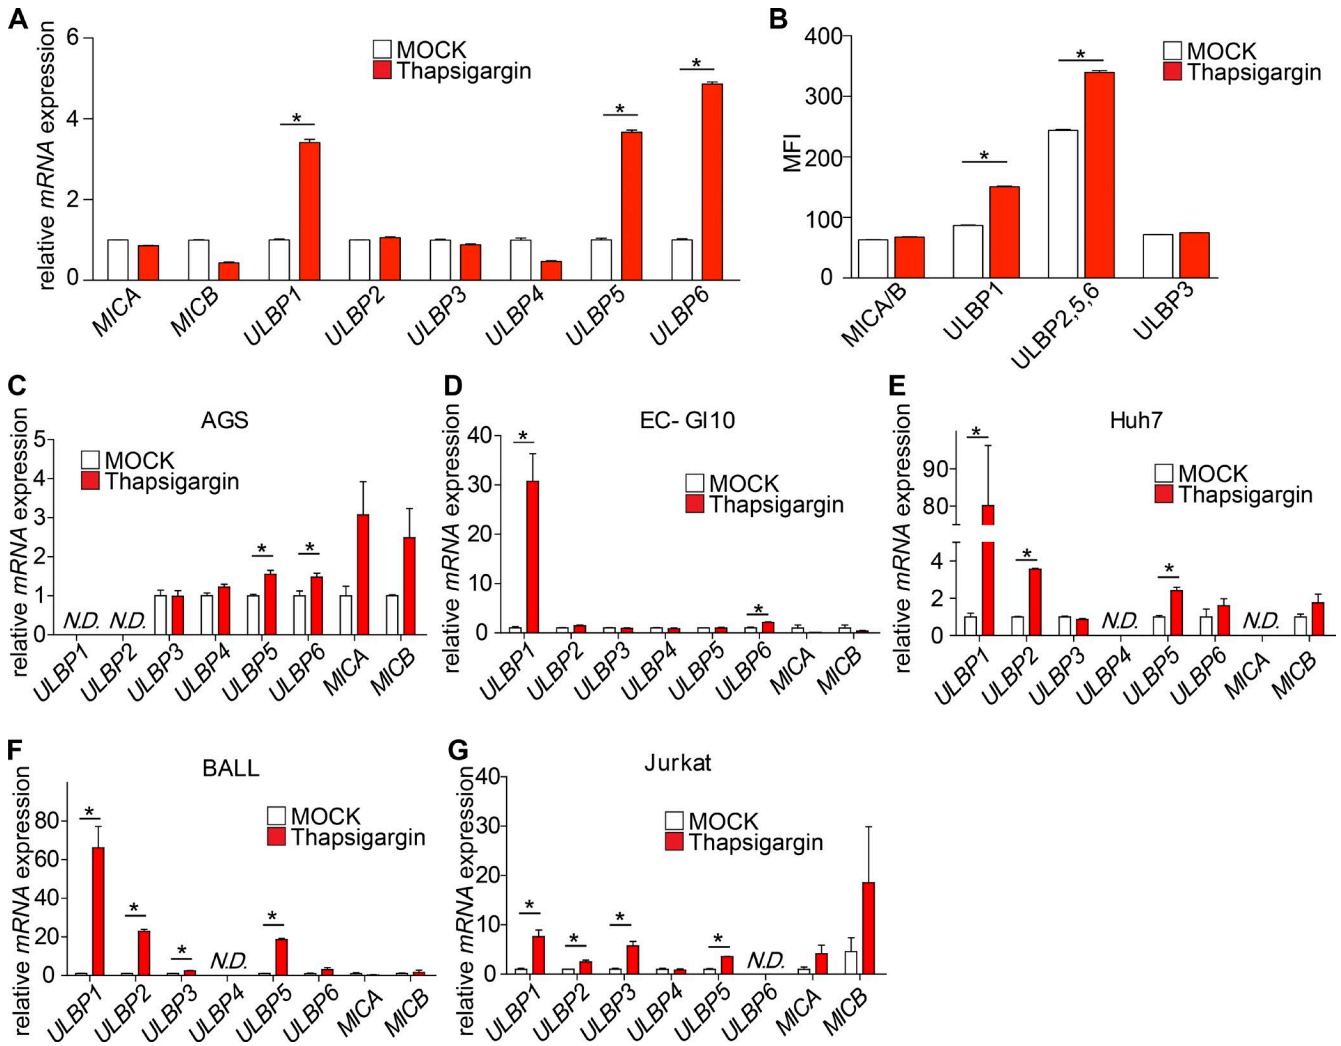 A
relative mRNA expression
6
4
2
0
MOCK
Thapsigargin
*
*
*
MICA
MICB
ULBP1
ULBP2
ULBP3
ULBP4
ULBP5
ULBP6
B
MFI
400
300
200
100
0
MOCK
Thapsigargin
*
*
MICA/B
ULBP1
ULBP2,5,6
ULBP3
C
AGS
relative mRNA expression
5
4
3
2
1
0
MOCK
Thapsigargin
N.D.
N.D.
*
*
ULBP1
ULBP2
ULBP3
ULBP4
ULBP5
ULBP6
MICA
MICB
D
EC- GI10
relative mRNA expression
40
30
20
10
0
MOCK
Thapsigargin
*
*
ULBP1
ULBP2
ULBP3
ULBP4
ULBP5
ULBP6
MICA
MICB
E
Huh7
relative mRNA expression
90
80
4
2
0
MOCK
Thapsigargin
*
*
N.D.
*
N.D.
ULBP1
ULBP2
ULBP3
ULBP4
ULBP5
ULBP6
MICA
MICB
F
BALL
relative mRNA expression
80
60
40
20
0
MOCK
Thapsigargin
*
*
*
N.D.
*
ULBP1
ULBP2
ULBP3
ULBP4
ULBP5
ULBP6
MICA
MICB
G
Jurkat
relative mRNA expression
40
30
20
10
0
MOCK
Thapsigargin
*
*
*
*
N.D.
ULBP1
ULBP2
ULBP3
ULBP4
ULBP5
ULBP6
MICA
MICB